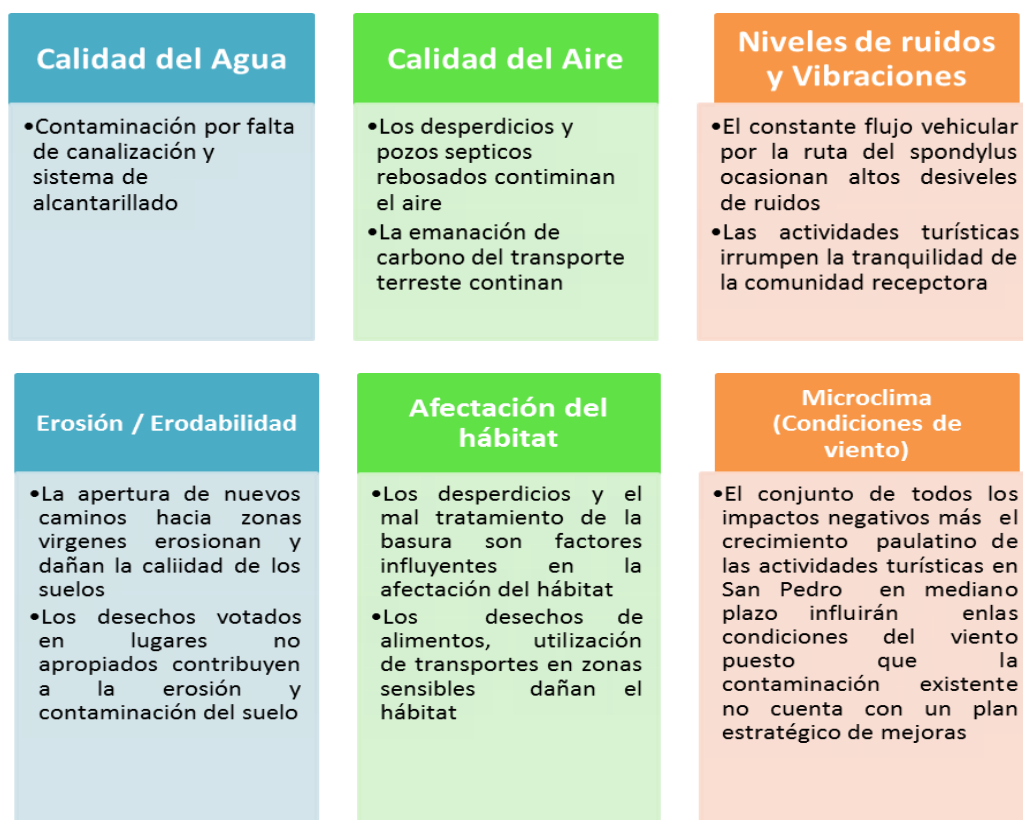 Calidad del Agua
•Contaminación por falta
de canalización y
sistema de
alcantarillado
Calidad del Aire
•Los desperdicios y
pozos septicos
rebosados contiminan
el aire
•La emanación de
carbono del transporte
terreste continan
Niveles de ruidos
y Vibraciones
•El constante flujo vehicular
por la ruta del spondylus
ocasionan altos desiveles
de ruidos
•Las actividades turísticas
irrumpen la tranquilidad de
la comunidad recepctora
Erosión / Erodabilidad
•La apertura de nuevos
caminos hacia zonas
virgenes erosionan y
dañan la caliidad de los
suelos
•Los desechos votados
en lugares no
apropiados contribuyen
a la erosión y
contaminación del suelo
Afectación del
hábitat
•Los desperdicios y el
mal tratamiento de la
basura son factores
influyentes en la
afectación del hábitat
•Los desechos de
alimentos, utilización
de transportes en zonas
sensibles dañan el
hábitat
Microclima
(Condiciones de
viento)
•El conjunto de todos los
impactos negativos más el
crecimiento paulatino de
las actividades turísticas en
San Pedro en mediano
plazo influirán enlas
condiciones del viento
puesto que la
contaminación existente
no cuenta con un plan
estratégico de mejoras